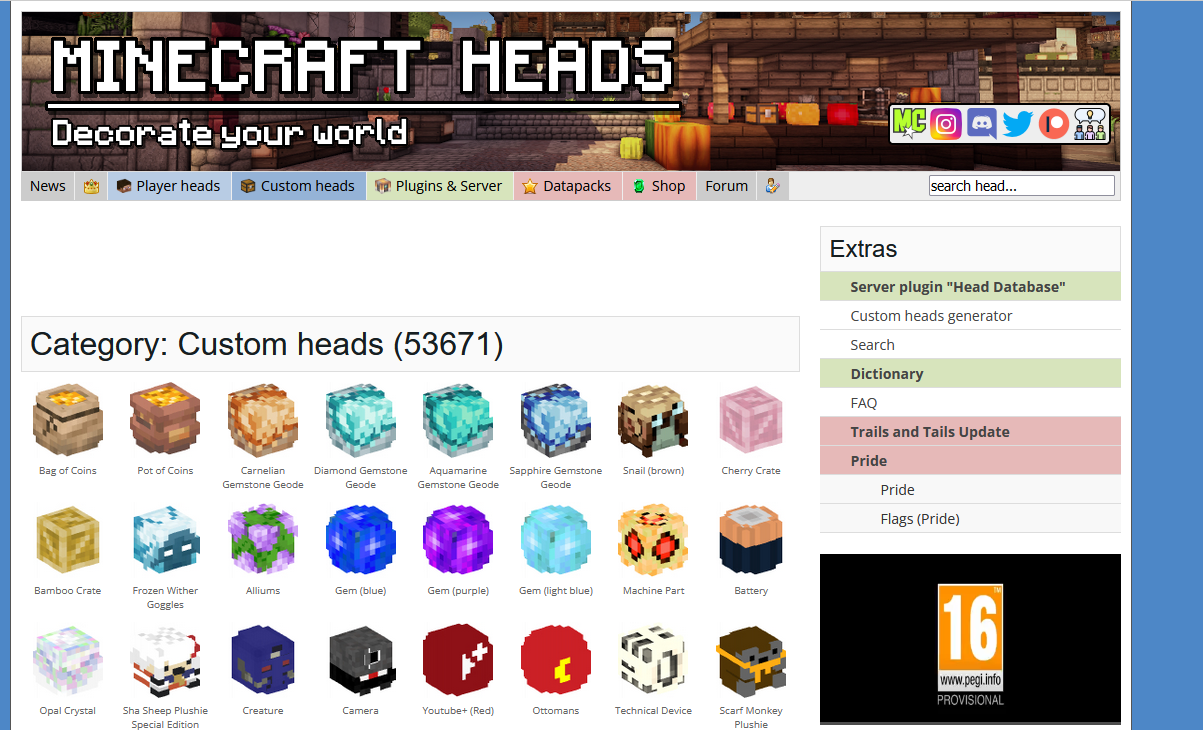 MINECRAFT HEADS
Decorate your world
MC
News
Player heads
Custom heads
Plugins & Server
Datapacks
Shop
Forum
search head...
Category: Custom heads (53671)
Bag of Coins
Pot of Coins
Carnelian
Gemstone Geode
Diamond Gemstone
Geode
Aquamarine
Gemstone Geode
Sapphire Gemstone
Geode
Snail (brown)
Cherry Crate
Bamboo Crate
Frozen Wither
Goggles
Alliums
Gem (blue)
Gem (purple)
Gem (light blue)
Machine Part
Battery
Opal Crystal
Sha Sheep Plushie
Special Edition
Creature
Camera
Youtube+ (Red)
Ottomans
Technical Device
Scarf Monkey
Plushie
Extras
Server plugin "Head Database"
Custom heads generator
Search
Dictionary
FAQ
Trails and Tails Update
Pride
Pride
Flags (Pride)
16
TM
www.pegi.info
PROVISIONAL